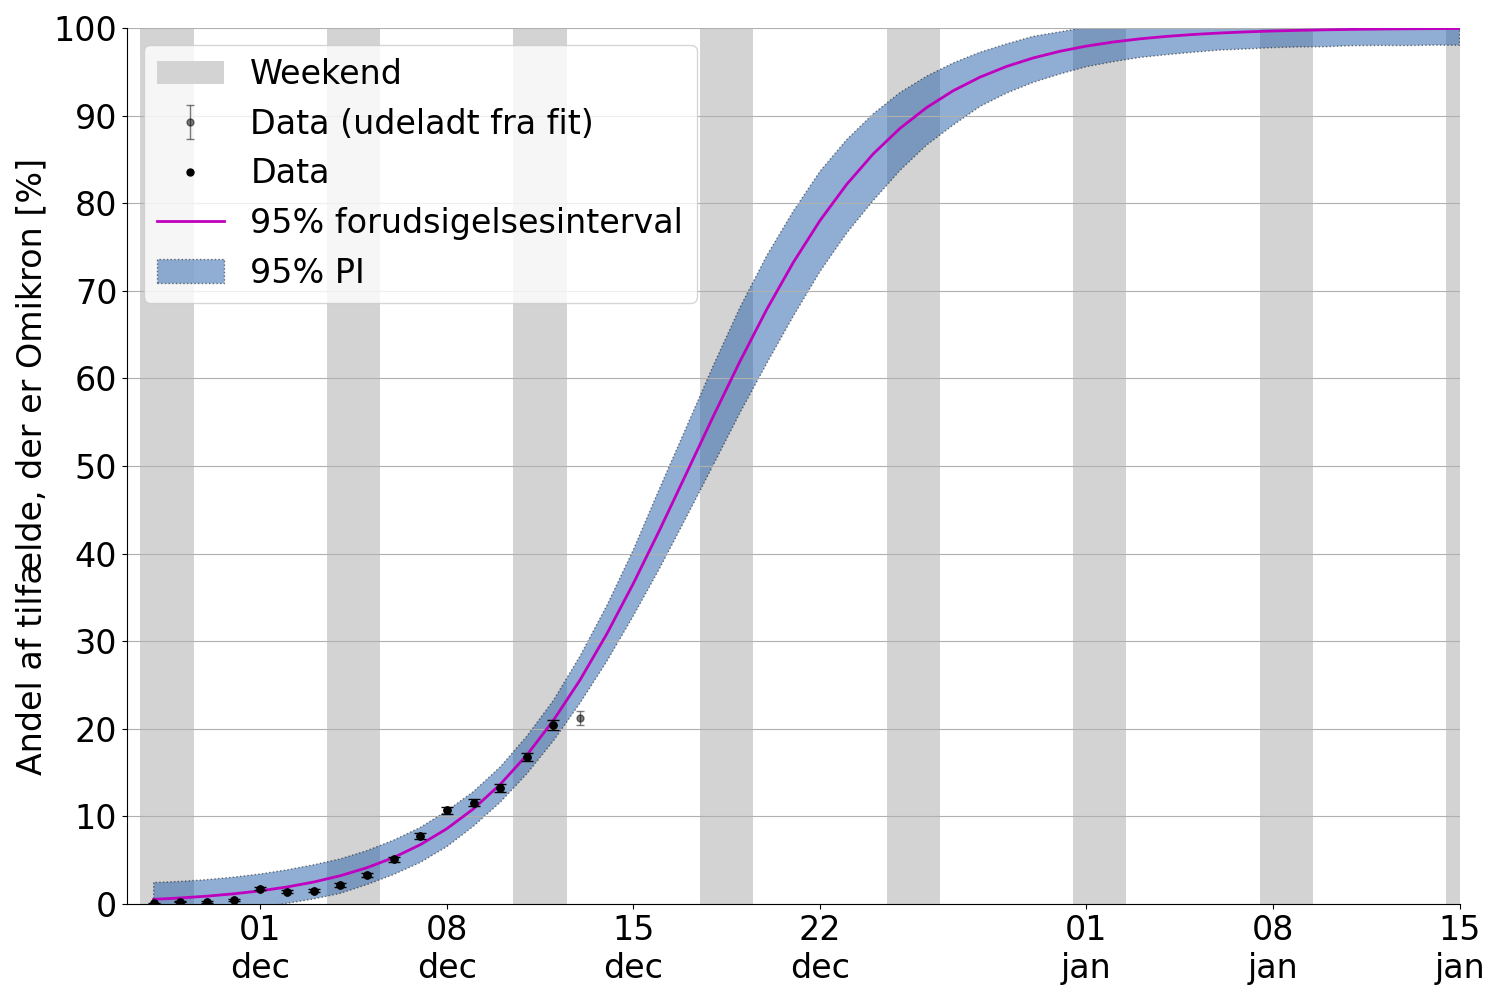 100
90
80
70
60
50
40
30
20
10
0
Andel af tilfælde, der er Omikron [%]
Weekend
Data (udeladt fra fit)
Data
95% forudsigelsesinterval
95% PI
01 08 15 22 01 08 15
dec dec dec dec jan jan jan